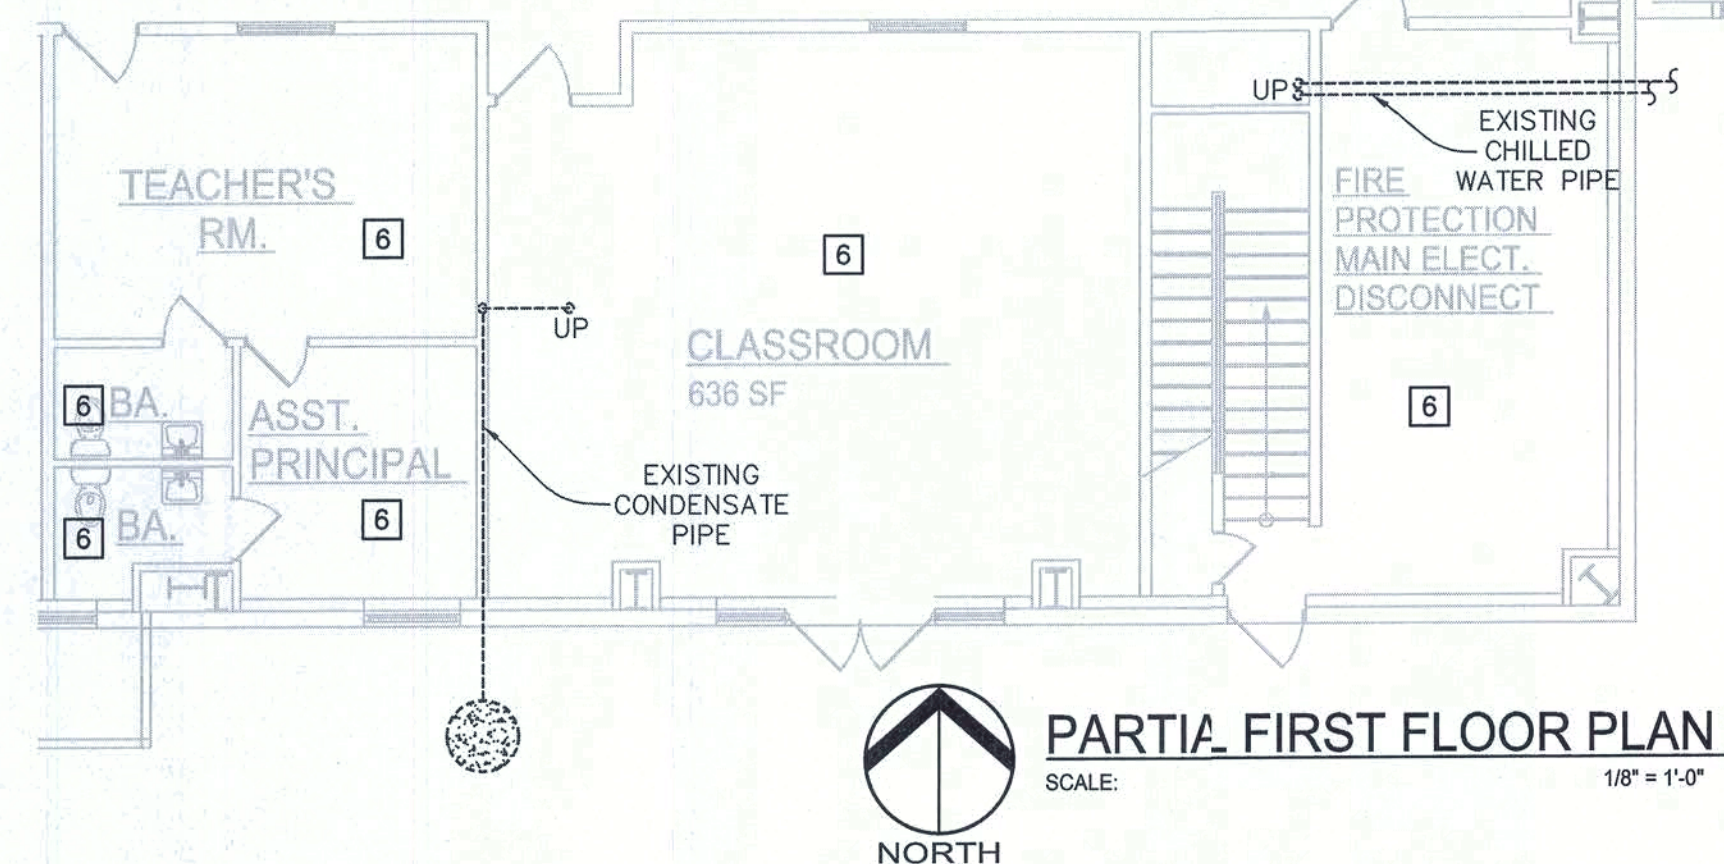 UP
EXISTING
CHILLED
WATER PIPE
TEACHER'S
RM.
6
6
FIRE
PROTECTION
MAIN ELECT.
DISCONNECT
UP
CLASSROOM
636 SF
6
BA.
6
ASST.
PRINCIPAL
6
EXISTING
CONDENSATE
PIPE
6
BA.
PARTIAL FIRST FLOOR PLAN
SCALE:
1/8" = 1'-0"
NORTH